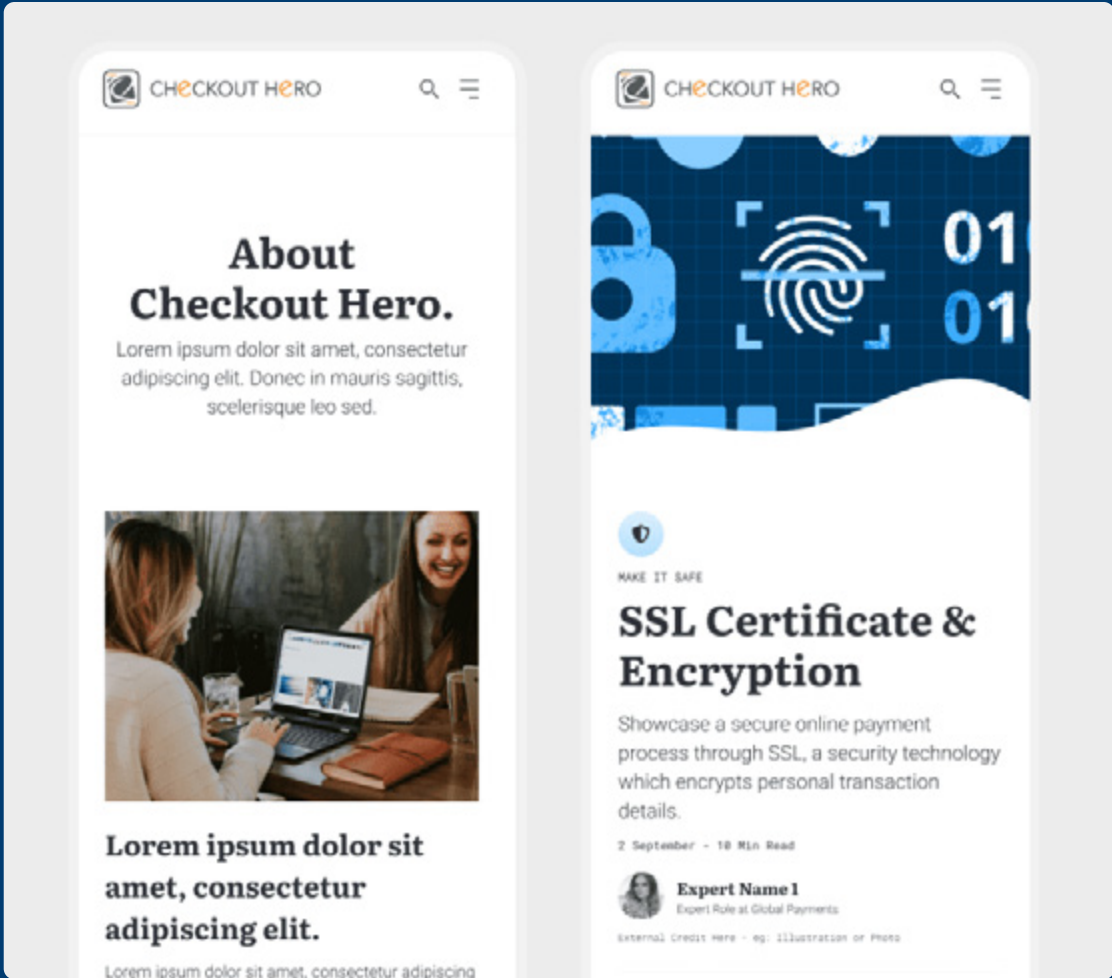 CHeCKOUT HeRO
About
Checkout Hero.
Lorem ipsum dolor sit amet, consectetur
adipiscing elit. Donec in mauris sagittis,
scelerisque leo sed.
Lorem ipsum dolor sit
amet, consectetur
adipiscing elit.
Lorem ipsum dolor sit amet, consectetur adipiscing
CHeCKOUT HeRO
01
01
MAKE IT SAFE
SSL Certificate &
Encryption
Showcase a secure online payment
process through SSL, a security technology
which encrypts personal transaction
details.
2 September - 10 Min Read
Expert Name 1
Expert Role at Global Payments
External Credit Here - eg: Illustration or Photo